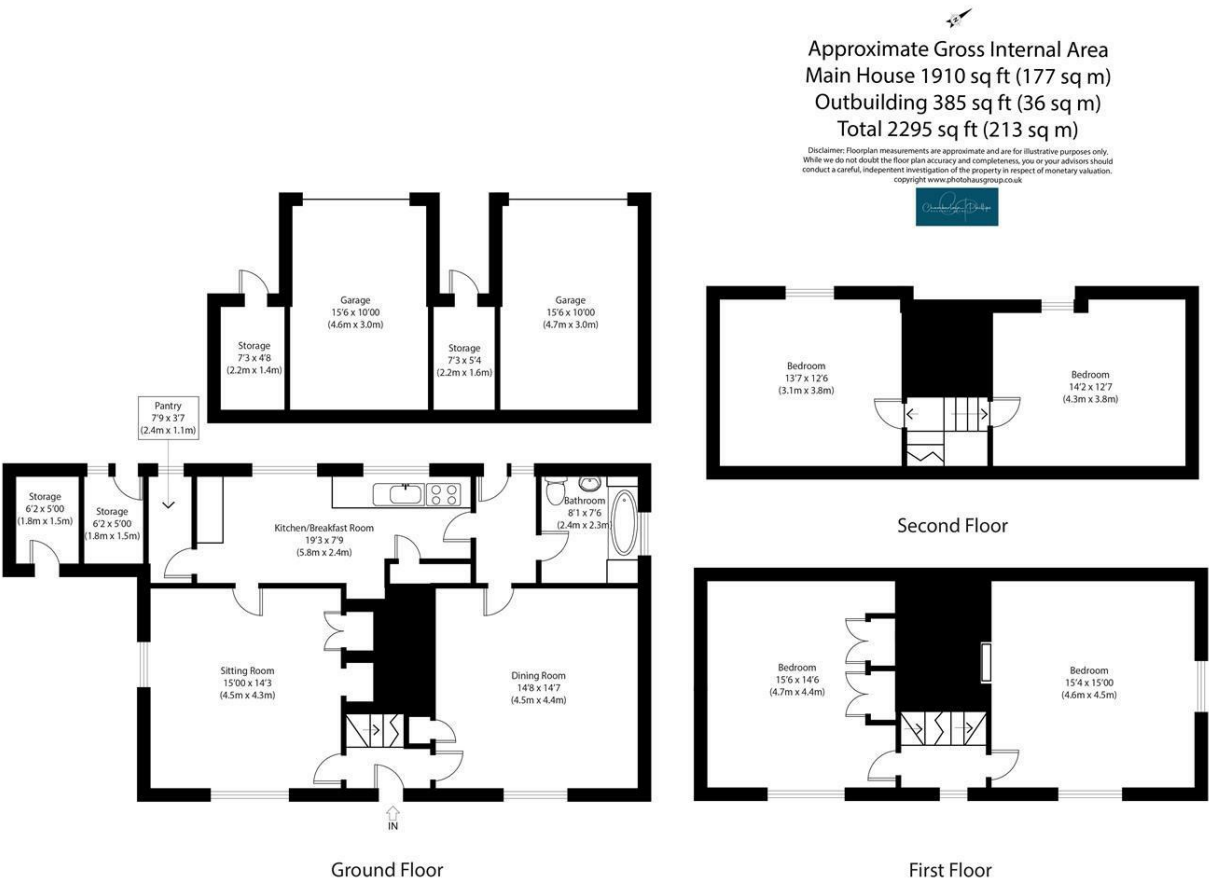 Approximate Gross Internal Area
Main House 1910 sq ft (177 sq m)
Outbuilding 385 sq ft (36 sq m)
Total 2295 sq ft (213 sq m)
Disclaimer: Floorplan measurements are approximate and are for illustrative purposes only.
While we do not doubt the floor plan accuracy and completeness, you or your advisors should
conduct a careful, indepentent investigation of the property in respect of monetary valuation.
copyright www.photohausgroup.co.uk
Garage
15'6 x 10'00
(4.6m x 3.0m)
Garage
15'6 x 10'00
(4.7m x 3.0m)
Storage
7'3 x 4'8
(2.2m x 1.4m)
Storage
7'3 x 5'4
(2.2m x 1.6m)
Pantry
7'9 x 3'7
(2.4m x 1.1m)
Storage
6'2 x 5'00
(1.8m x 1.5m)
Storage
6'2 x 5'00
(1.8m x 1.5m)
Kitchen/Breakfast Room
19'3 x 7'9
(5.8m x 2.4m)
Bathroom
8'1 x 7'6
(2.4m x 2.3m)
Sitting Room
15'00 x 14'3
(4.5m x 4.3m)
Dining Room
14'8 x 14'7
(4.5m x 4.4m)
IN
Ground Floor
Bedroom
13'7 x 12'6
(3.1m x 3.8m)
Bedroom
14'2 x 12'7
(4.3m x 3.8m)
Second Floor
Bedroom
15'6 x 14'6
(4.7m x 4.4m)
Bedroom
15'4 x 15'00
(4.6m x 4.5m)
First Floor